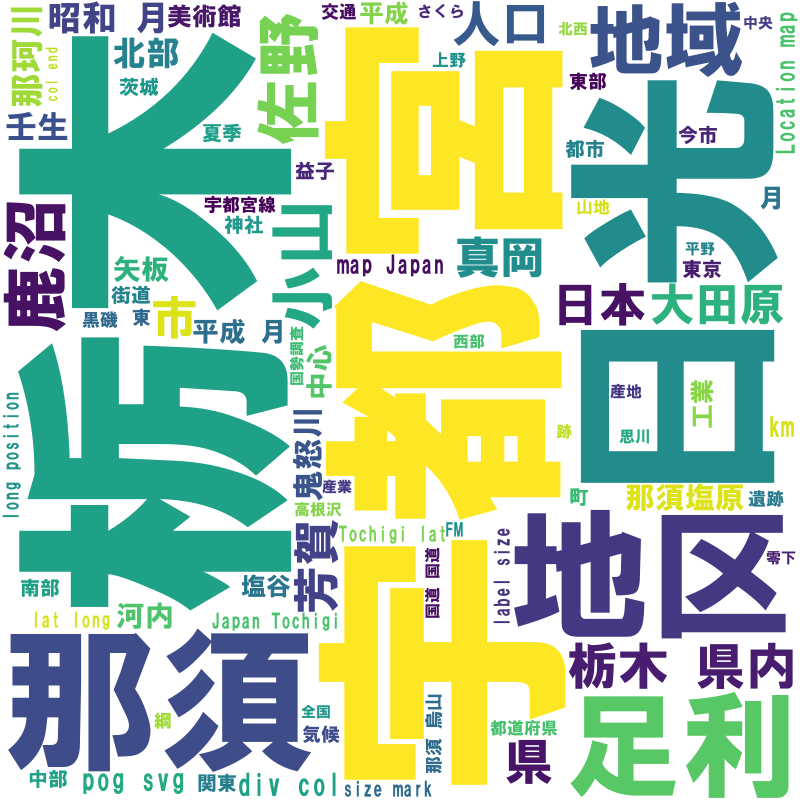 昭和 月
美術館
交通
平成
さくら
人口
地域
中央
那珂川
col end
北部
茨城
佐野
上野
北西
東部
Location map
壬生
夏季
栃木
宇都宮
日光
都市
今市
益子
宇都宮線
神社
月
山地
鹿沼
小山
map Japan
真岡
平野
東京
矢板
街道
黒磯
東
市
平成 月
国勢調査
中心
日本
大田原
西部
産地
工業
思川
long position
鬼怒川
跡
km
産業
高根沢
町
那須塩原
遺跡
芳賀
Tochigi lat
FM
label size
地区
国道 国道
零下
南部
塩谷
lat long
河内
Japan Tochigi
那須
栃木 県内
足利
綱
全国
気候
那須 烏山
都道府県
県
中部
pog svg
関東
div col
size mark